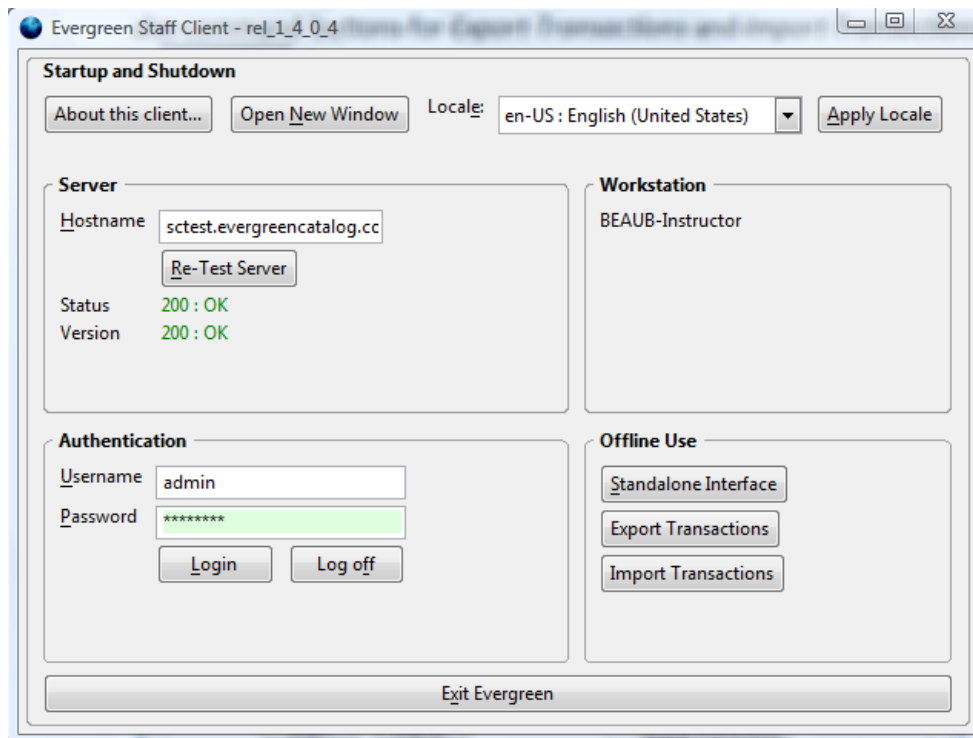 Evergreen Staff Client - rel_1_4_0_4
Startup and Shutdown
About this client... Open New Window Locale: en-US : English (United States) Apply Locale
Server
Hostname sctest.evergreencatalog.cc
Re-Test Server
Status 200 : OK
Version 200 : OK
Workstation
BEAUB-Instructor
Authentication
Username admin
Password ********
Login Log off
Offline Use
Standalone Interface
Export Transactions
Import Transactions
Exit Evergreen